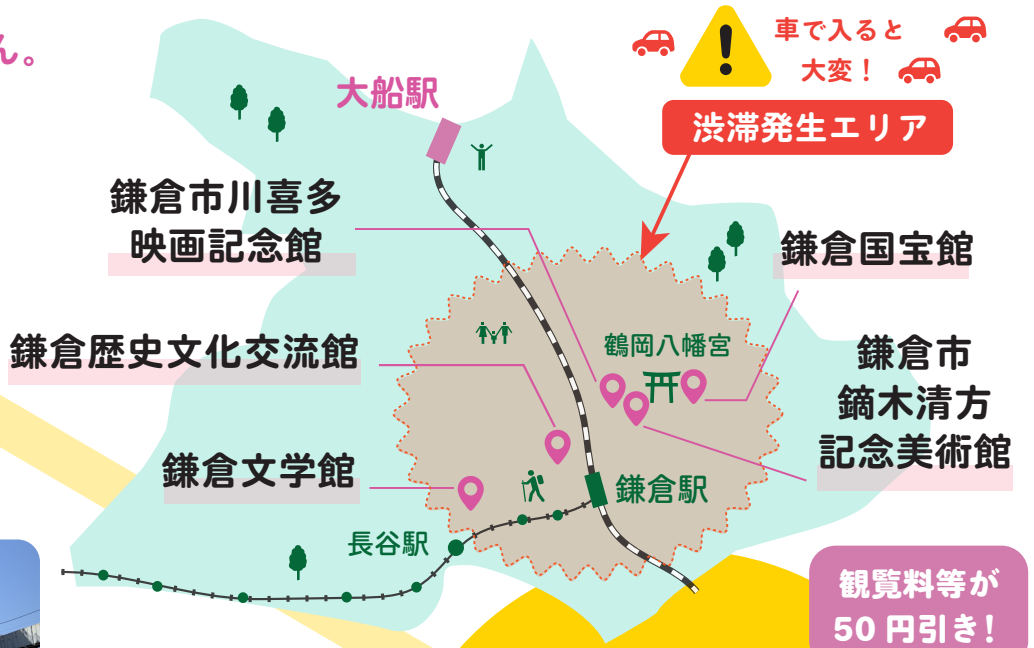 ん。
車で入ると
大変！
渋滞発生エリア
大船駅
鎌倉市川喜多
映画記念館
鎌倉国宝館
鎌倉歴史文化交流館
鶴岡八幡宮
鎌倉市
鏑木清方
記念美術館
鎌倉文学館
鎌倉駅
長谷駅
観覧料等が
50円引き！